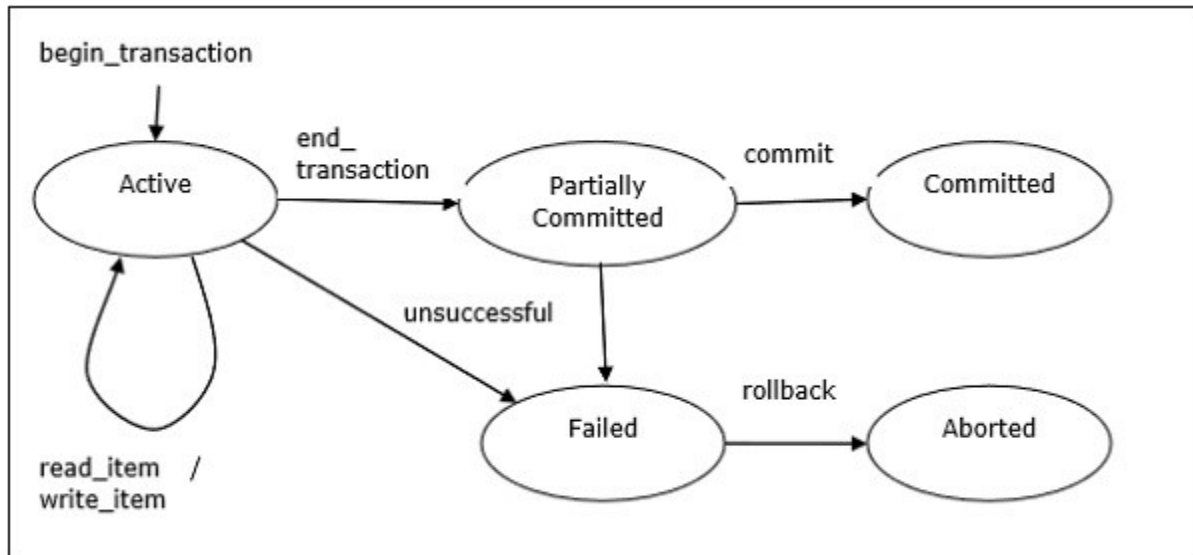 begin_transaction
end_
transaction
commit
Active
Partially
Committed
Committed
unsuccessful
rollback
Failed
Aborted
read_item /
write_item